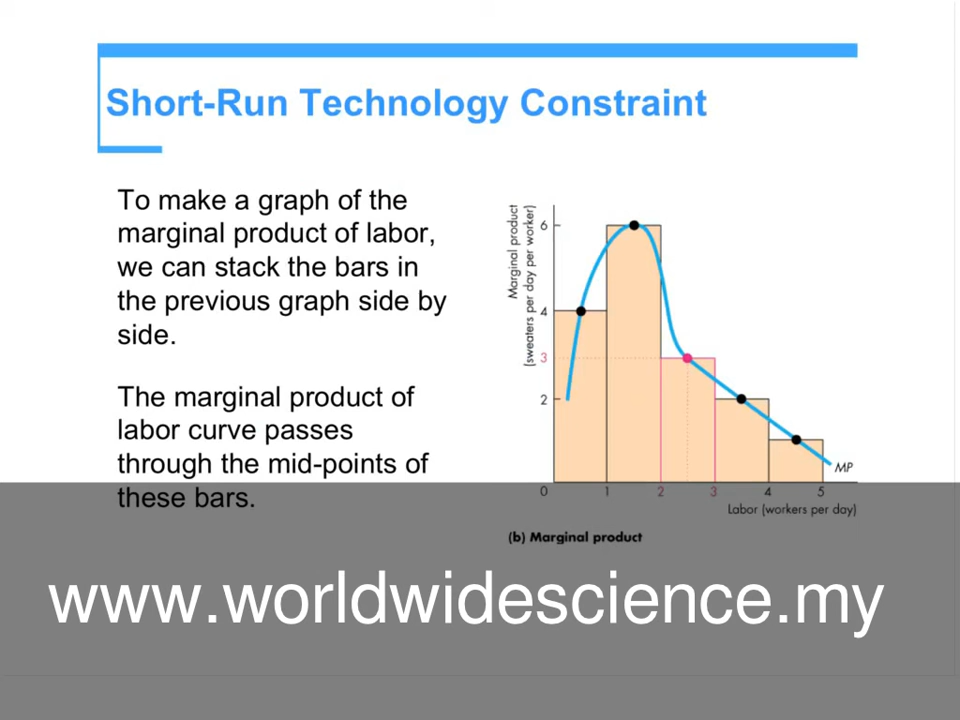 Short-Run Technology Constraint
To make a graph of the
marginal product of labor,
we can stack the bars in
the previous graph side by
side.
The marginal product of
labor curve passes
through the mid-points of
these bars.
Marginal product
(sweaters per day per worker)
6
4
3
2
MP
0 1 2 3 4 5
Labor (workers per day)
(b) Marginal product
www.worldwidescience.my